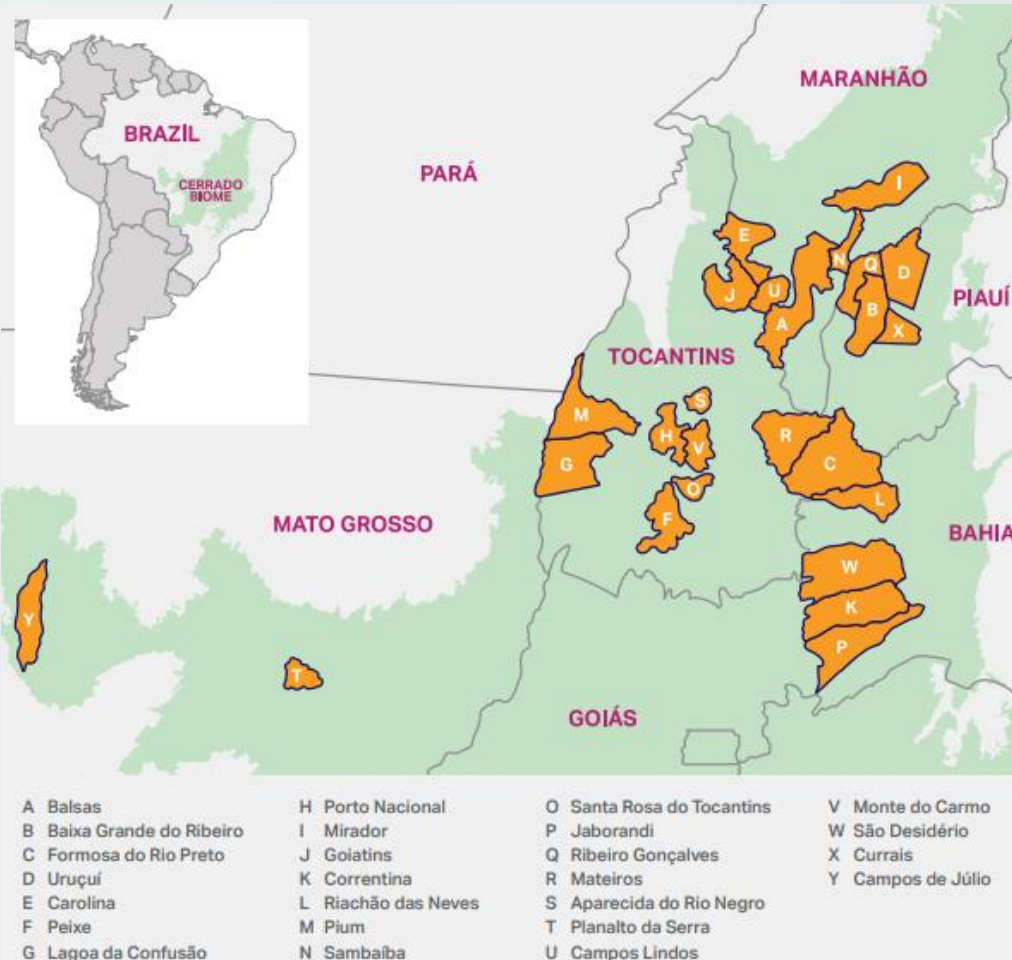 BRAZIL
CERRADO
BIOME
MARANHÃO
PARÁ
PIAUÍ
TOCANTINS
MATO GROSSO
BAHIA
GOIÁS
I
E
N
Q
D
J
U
A
B
X
M
S
H
V
G
R
C
O
L
F
W
K
Y
P
T
A Balsas
B Baixa Grande do Ribeiro
C Formosa do Rio Preto
D Uruçuí
E Carolina
F Peixe
G Lagoa da Confusão
H Porto Nacional
I Mirador
J Goiatins
K Correntina
L Riachão das Neves
M Pium
N Sambaíba
O Santa Rosa do Tocantins
P Jaborandi
Q Ribeiro Gonçalves
R Mateiros
S Aparecida do Rio Negro
T Planalto da Serra
U Campos Lindos
V Monte do Carmo
W São Desidério
X Currais
Y Campos de Júlio